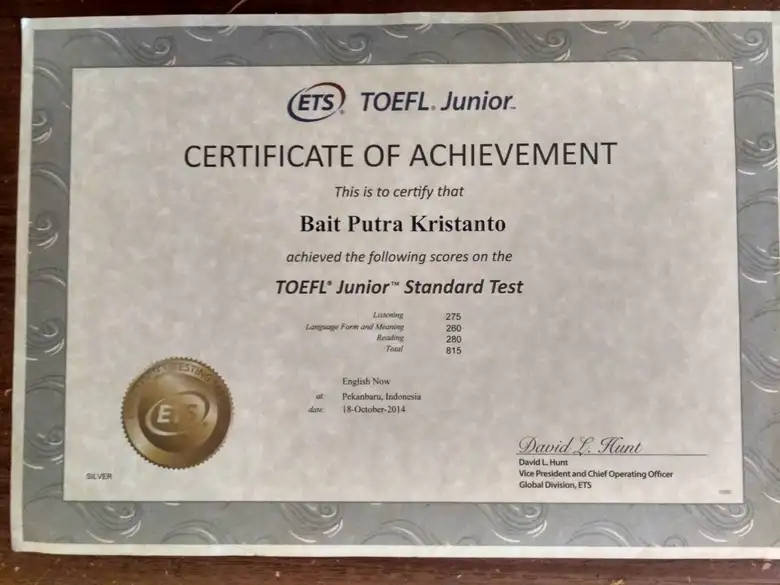 ETS® TOEFL® Junior™
CERTIFICATE OF ACHIEVEMENT
This is to certify that
Bait Putra Kristanto
achieved the following scores on the
TOEFL® Junior™ Standard Test
Listening 275
Language Form and Meaning 260
Reading 280
Total 815
English Now
at: Pekanbaru, Indonesia
date: 18-October-2014
TESTING
ETS
SILVER
David L. Hunt
David L. Hunt
Vice President and Chief Operating Officer
Global Division, ETS